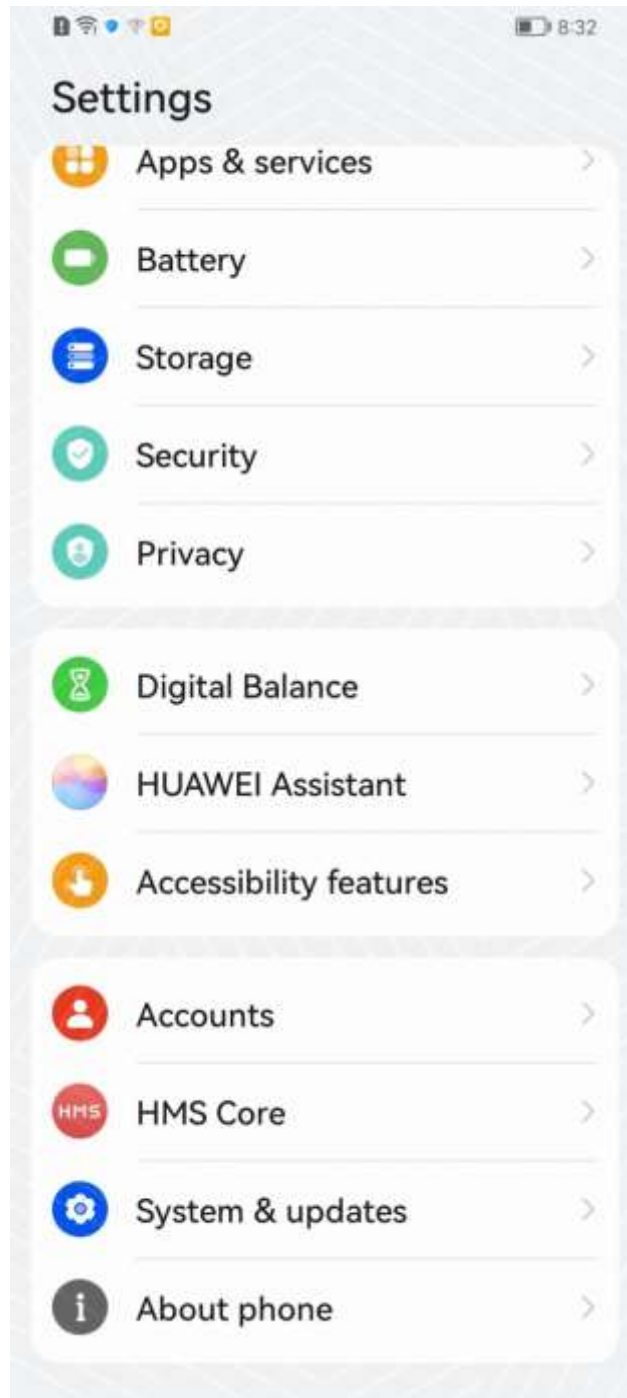 8:32
Settings
Apps & services
Battery
Storage
Security
Privacy
Digital Balance
HUAWEI Assistant
Accessibility features
Accounts
HMS HMS Core
System & updates
About phone